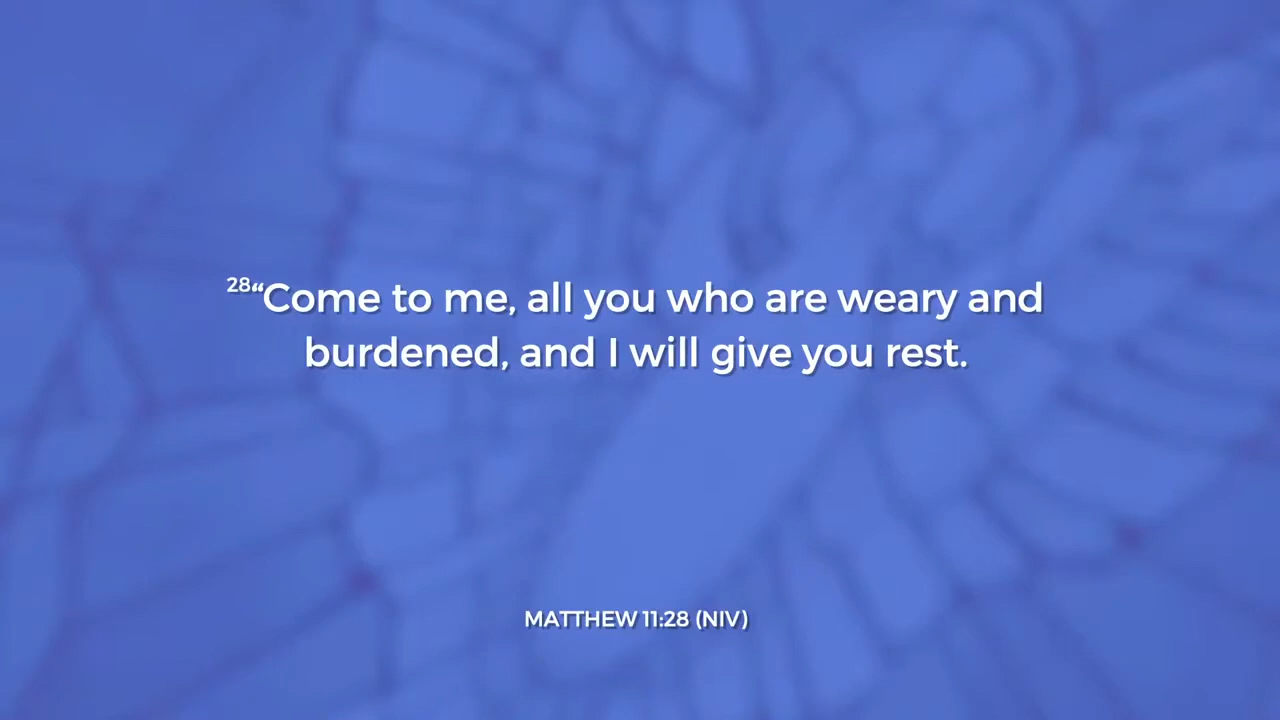 28“Come to me, all you who are weary and
burdened, and I will give you rest.
MATTHEW 11:28 (NIV)